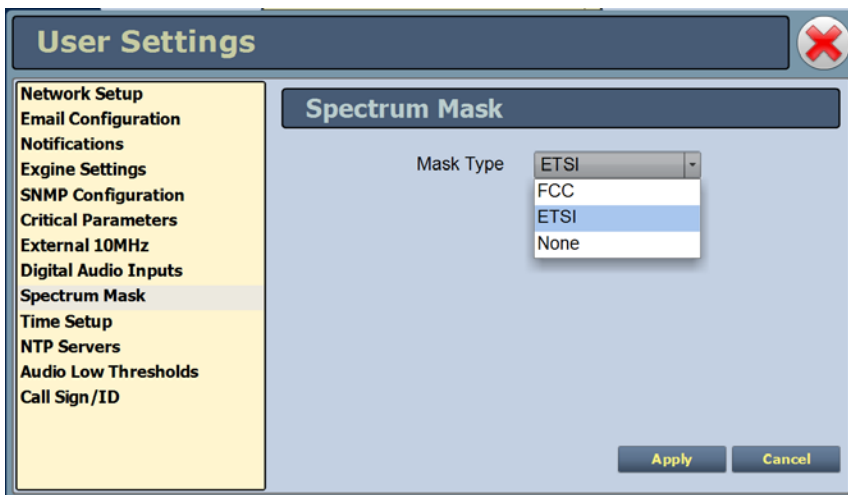 User Settings
Network Setup
Email Configuration
Notifications
Exgine Settings
SNMP Configuration
Critical Parameters
External 10MHz
Digital Audio Inputs
Spectrum Mask
Time Setup
NTP Servers
Audio Low Thresholds
Call Sign/ID
Spectrum Mask
Mask Type ETSI
FCC
ETSI
None
Apply Cancel